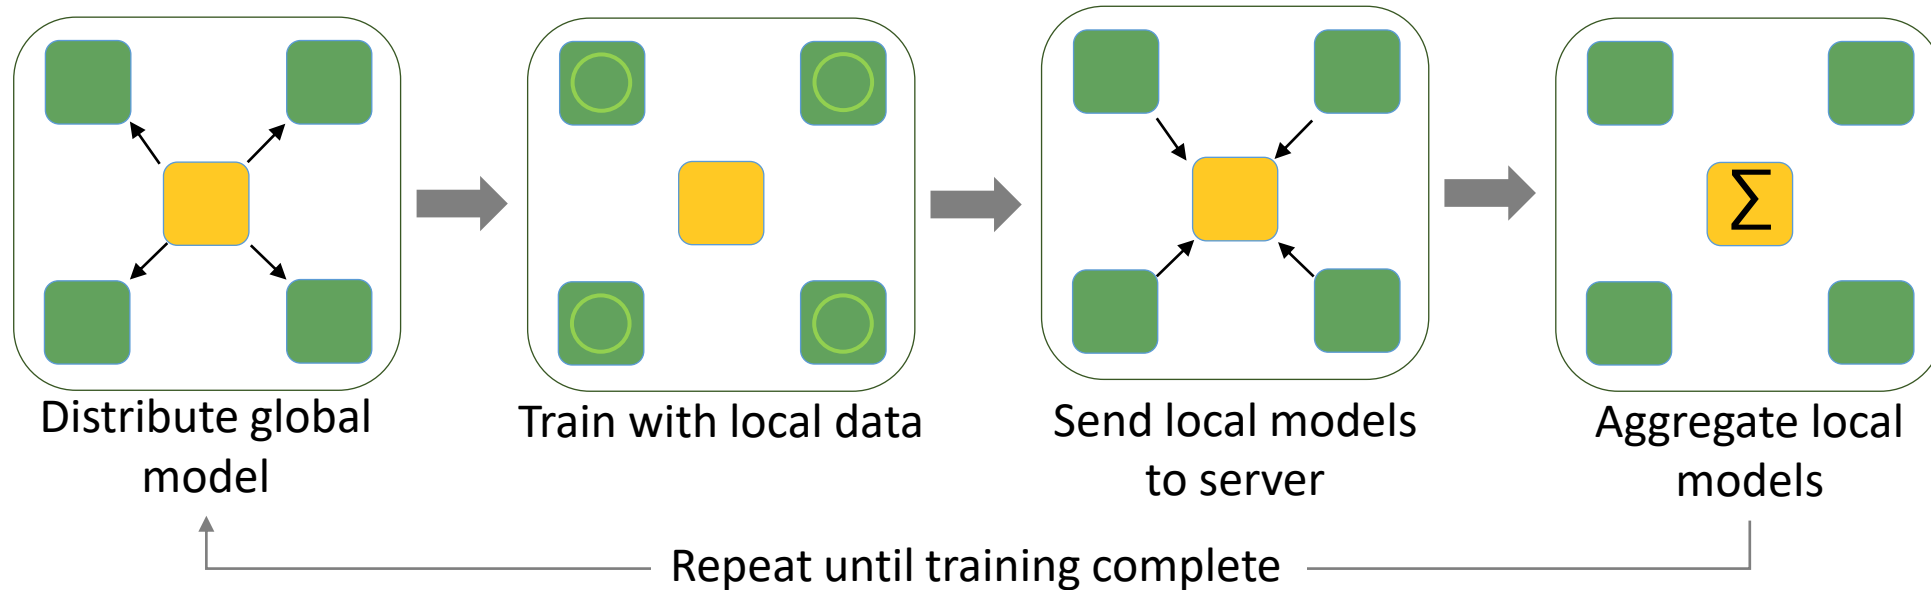 ∑
Distribute global
model
Train with local data
Send local models
to server
Aggregate local
models
Repeat until training complete